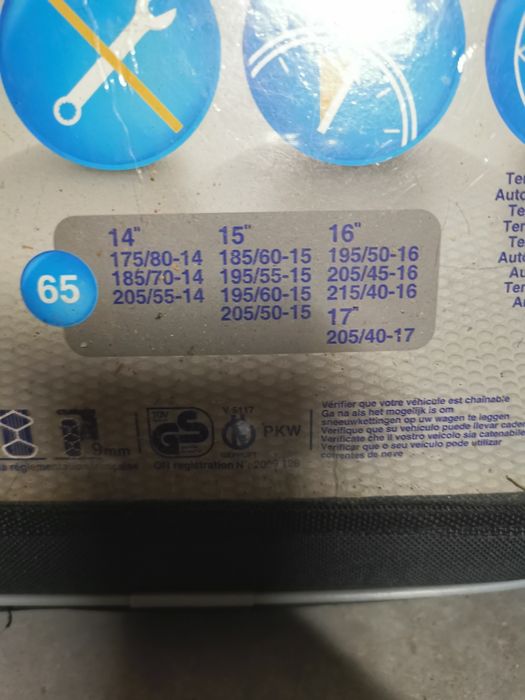 65
14"
175/80-14
185/70-14
205/55-14
15"
185/60-15
195/55-15
195/60-15
205/50-15
16"
195/50-16
205/45-16
215/40-16
17"
205/40-17
9mm
TÜV
GS
V 5117
PKW
Vérifier que votre véhicule est chaînable
Ga na als het mogelijk is om
sneeuwkettingen op uw wagen te leggen
Verifique que su vehículo puede llevar cader
Verificate che il vostro veicolo sia catenabile
Verificar que o seu veículo pode utilizar
correntes de neve